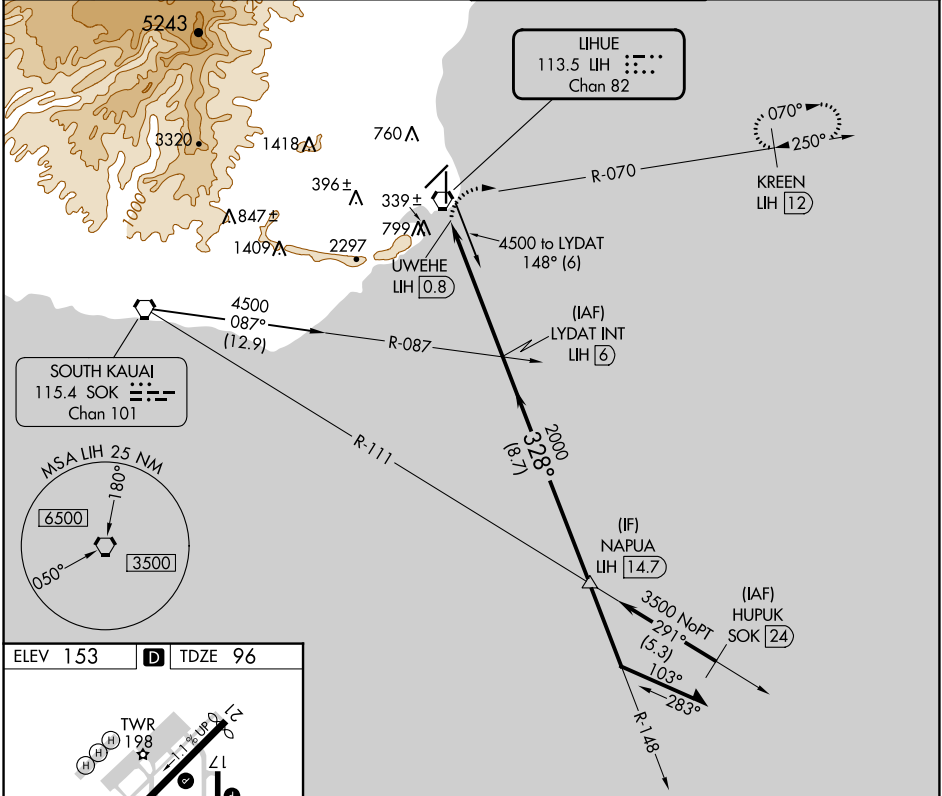 5243
LIHUE
113.5 LIH
Chan 82
3320
1418
760
070°
250°
R-070
KREEN
LIH 12
396±
339±
847±
799
1409
2297
UWEHE
LIH 0.8
4500 to LYDAT
148° (6)
4500
087°
(12.9)
R-087
(IAF)
LYDAT INT
LIH 6
SOUTH KAUAI
115.4 SOK
Chan 101
R-111
2000
328°
(8.7)
MSA LIH 25 NM
180°
6500
3500
050°
(IF)
NAPUA
LIH 14.7
(IAF)
HUPUK
SOK 24
3500 NoPT
291°
(5.3)
103°
283°
R-148
ELEV 153
D
TDZE 96
TWR
198
H
H
H
1.1% UP
21
17
P